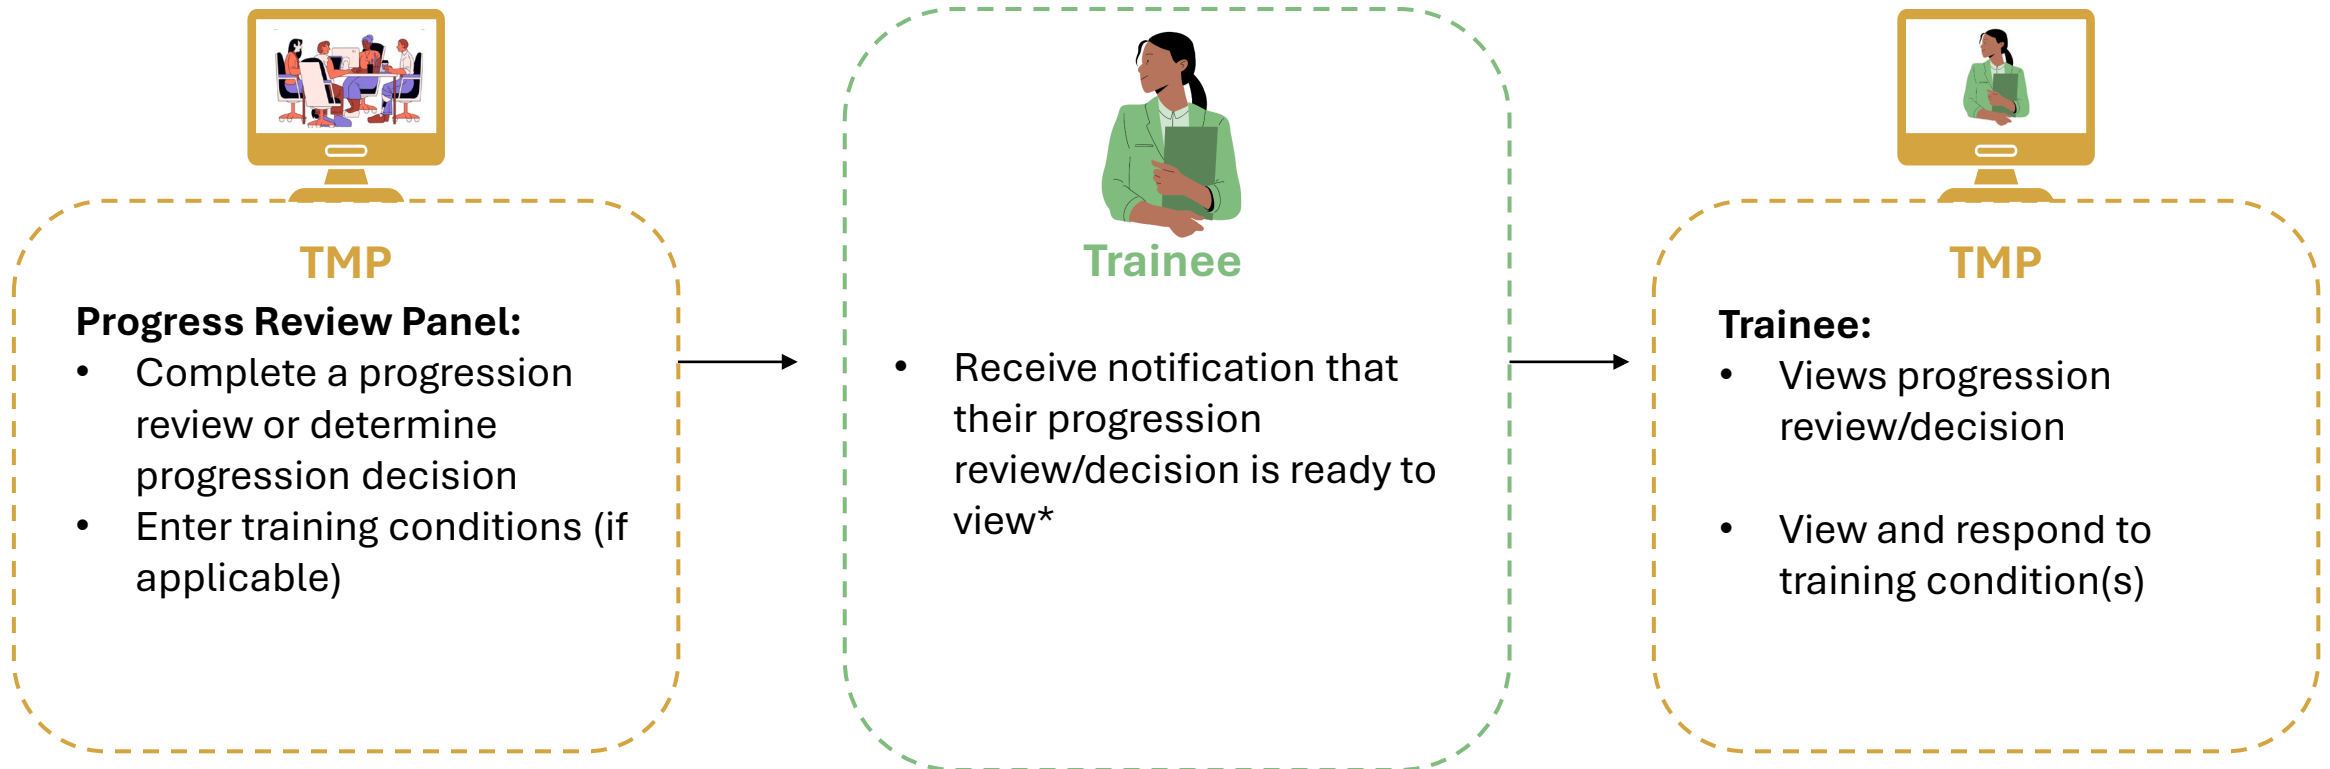 TMP
Progress Review Panel:
• Complete a progression
review or determine
progression decision
• Enter training conditions (if
applicable)
Trainee
• Receive notification that
their progression
review/decision is ready to
view*
TMP
Trainee:
• Views progression
review/decision
• View and respond to
training condition(s)